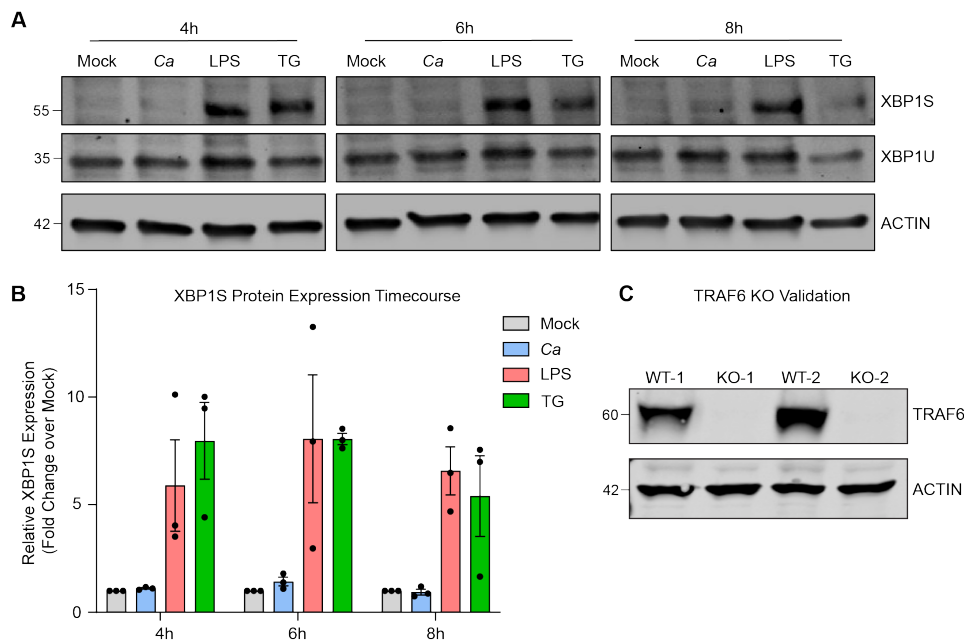 A
4h
6h
8h
Mock Ca LPS TG
Mock Ca LPS TG
Mock Ca LPS TG
55
XBP1S
35
XBP1U
42
ACTIN
B
XBP1S Protein Expression Timecourse
Relative XBP1S Expression
(Fold Change over Mock)
15
10
5
0
4h
6h
8h
Mock
Ca
LPS
TG
C
TRAF6 KO Validation
WT-1 KO-1 WT-2 KO-2
60
TRAF6
42
ACTIN